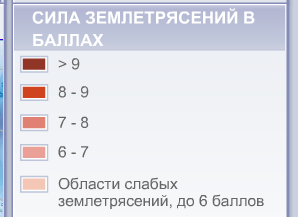 СИЛА ЗЕМЛЕТРЯСЕНИЙ В
БАЛЛАХ
> 9
8 - 9
7 - 8
6 - 7
Области слабых
землетрясений, до 6 баллов